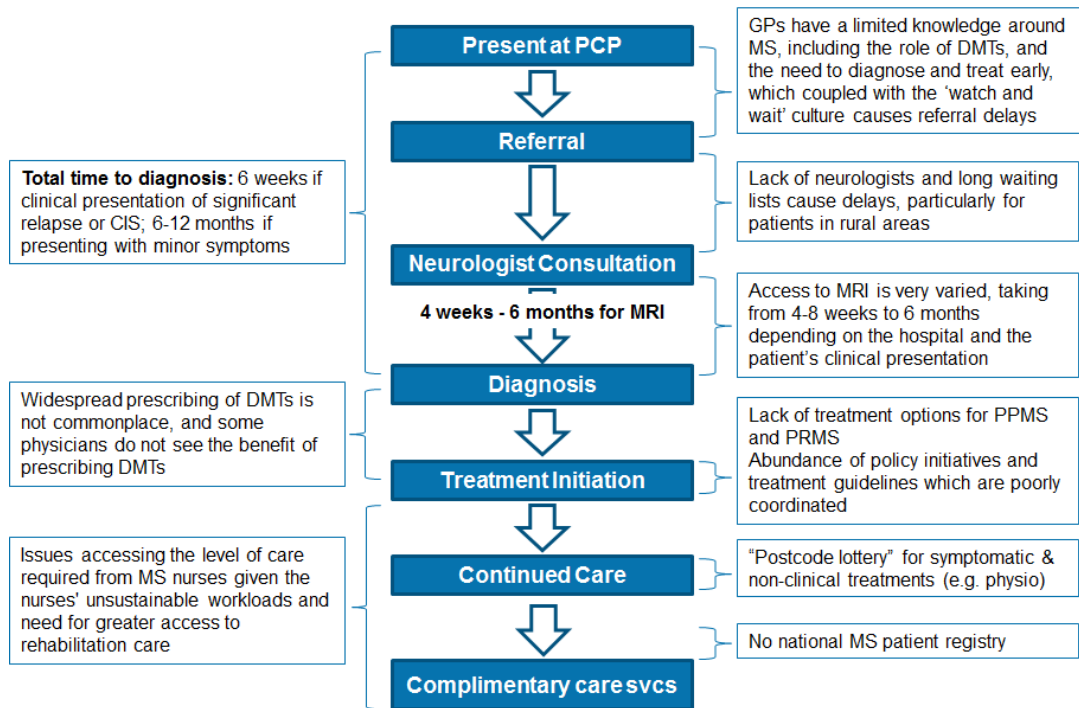 Present at PCP
GPs have a limited knowledge around
MS, including the role of DMTs, and
the need to diagnose and treat early,
which coupled with the ‘watch and
wait’ culture causes referral delays
Referral
Total time to diagnosis: 6 weeks if
clinical presentation of significant
relapse or CIS; 6-12 months if
presenting with minor symptoms
Lack of neurologists and long waiting
lists cause delays, particularly for
patients in rural areas
Neurologist Consultation
4 weeks - 6 months for MRI
Access to MRI is very varied, taking
from 4-8 weeks to 6 months
depending on the hospital and the
patient’s clinical presentation
Diagnosis
Widespread prescribing of DMTs is
not commonplace, and some
physicians do not see the benefit of
prescribing DMTs
Lack of treatment options for PPMS
and PRMS
Abundance of policy initiatives and
treatment guidelines which are poorly
coordinated
Treatment Initiation
Issues accessing the level of care
required from MS nurses given the
nurses' unsustainable workloads and
need for greater access to
rehabilitation care
Continued Care
“Postcode lottery” for symptomatic &
non-clinical treatments (e.g. physio)
No national MS patient registry
Complimentary care svcs